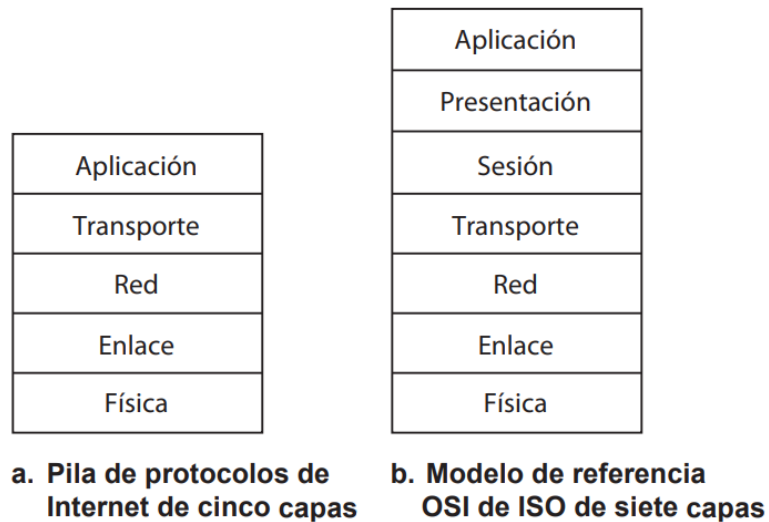 Aplicación
Transporte
Red
Enlace
Física
a. Pila de protocolos de
Internet de cinco capas
Aplicación
Presentación
Sesión
Transporte
Red
Enlace
Física
b. Modelo de referencia
OSI de ISO de siete capas